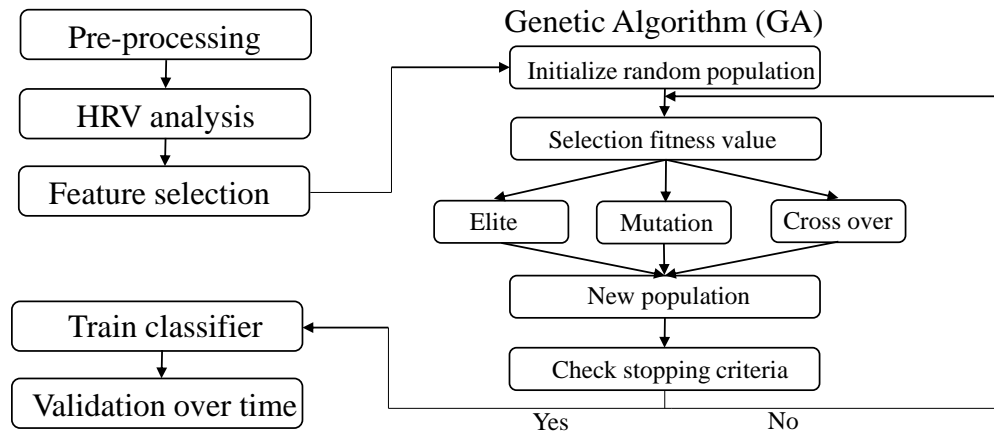 Pre-processing
HRV analysis
Feature selection
Genetic Algorithm (GA)
Initialize random population
Selection fitness value
Elite
Mutation
Cross over
New population
Check stopping criteria
Yes
No
Train classifier
Validation over time